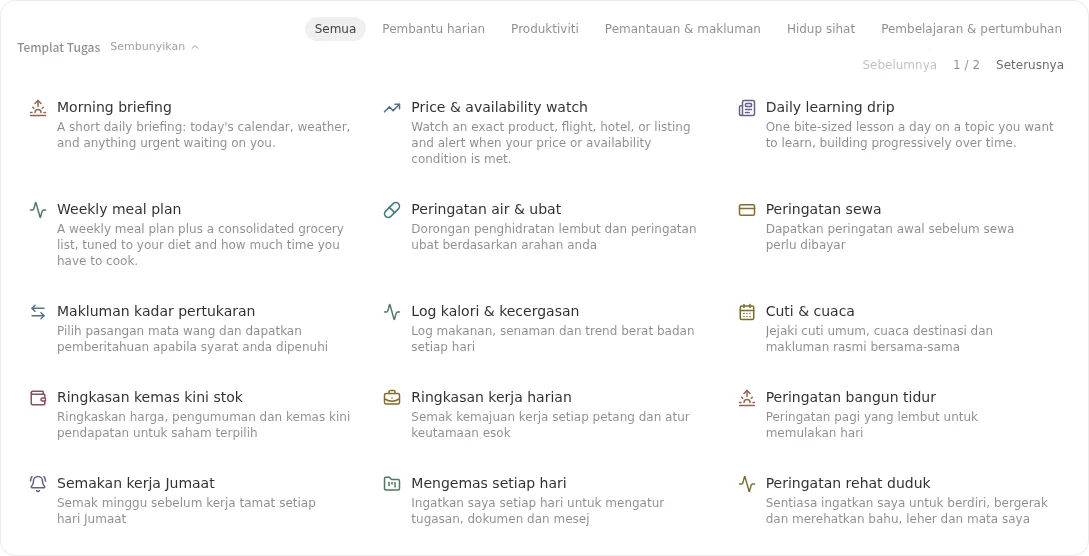 Templat Tugas
Sembunyikan
Semua
Pembantu harian
Produktiviti
Pemantauan & makluman
Hidup sihat
Pembelajaran & pertumbuhan
Sebelumnya
1 / 2
Seterusnya
Morning briefing
A short daily briefing: today's calendar, weather,
and anything urgent waiting on you.
Price & availability watch
Watch an exact product, flight, hotel, or listing
and alert when your price or availability
condition is met.
Daily learning drip
One bite-sized lesson a day on a topic you want
to learn, building progressively over time.
Weekly meal plan
A weekly meal plan plus a consolidated grocery
list, tuned to your diet and how much time you
have to cook.
Peringatan air & ubat
Dorongan penghidratan lembut dan peringatan
ubat berdasarkan arahan anda
Peringatan sewa
Dapatkan peringatan awal sebelum sewa
perlu dibayar
Makluman kadar pertukaran
Pilih pasangan mata wang dan dapatkan
pemberitahuan apabila syarat anda dipenuhi
Log kalori & kecergasan
Log makanan, senaman dan trend berat badan
setiap hari
Cuti & cuaca
Jejaki cuti umum, cuaca destinasi dan
makluman rasmi bersama-sama
Ringkasan kemas kini stok
Ringkaskan harga, pengumuman dan kemas kini
pendapatan untuk saham terpilih
Ringkasan kerja harian
Semak kemajuan kerja setiap petang dan atur
keutamaan esok
Peringatan bangun tidur
Peringatan pagi yang lembut untuk
memulakan hari
Semakan kerja Jumaat
Semak minggu sebelum kerja tamat setiap
hari Jumaat
Mengemas setiap hari
Ingatkan saya setiap hari untuk mengatur
tugasan, dokumen dan mesej
Peringatan rehat duduk
Sentiasa ingatkan saya untuk berdiri, bergerak
dan merehatkan bahu, leher dan mata saya